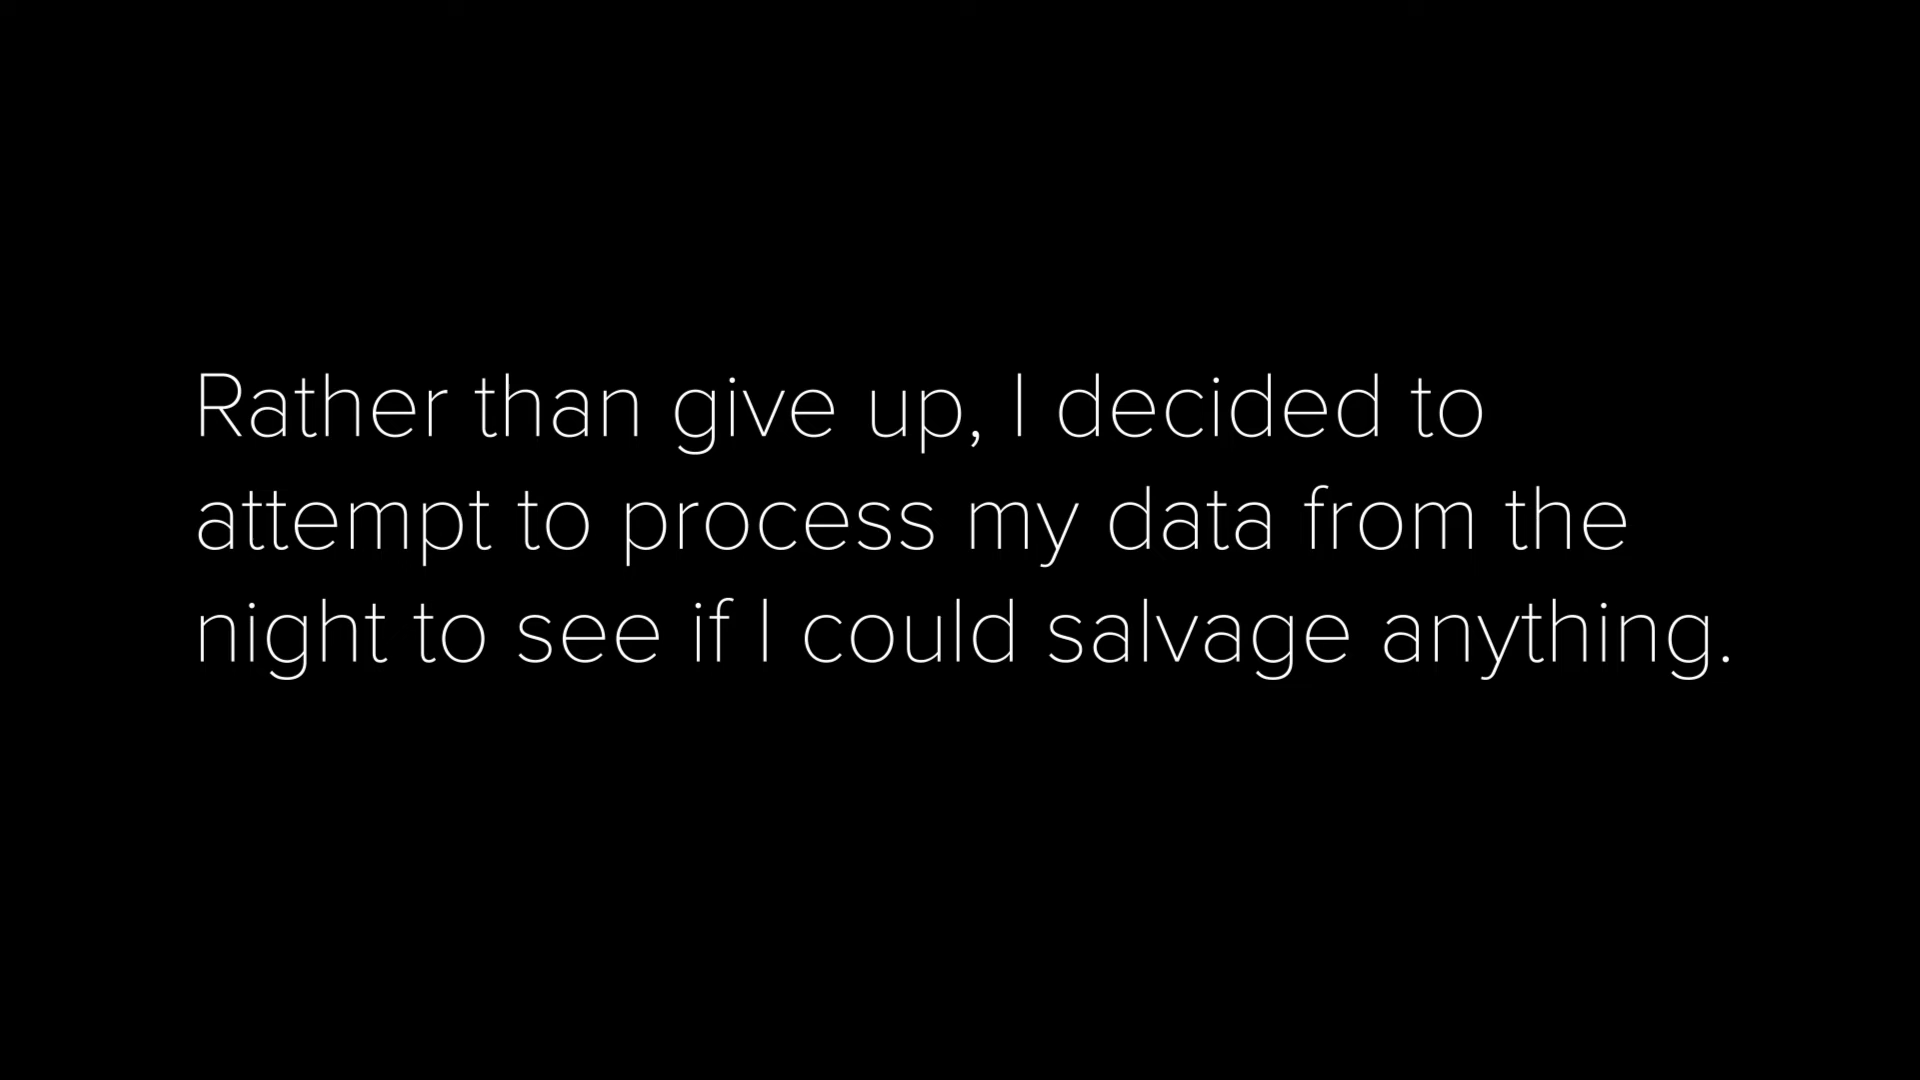 Rather than give up, I decided to
attempt to process my data from the
night to see if I could salvage anything.